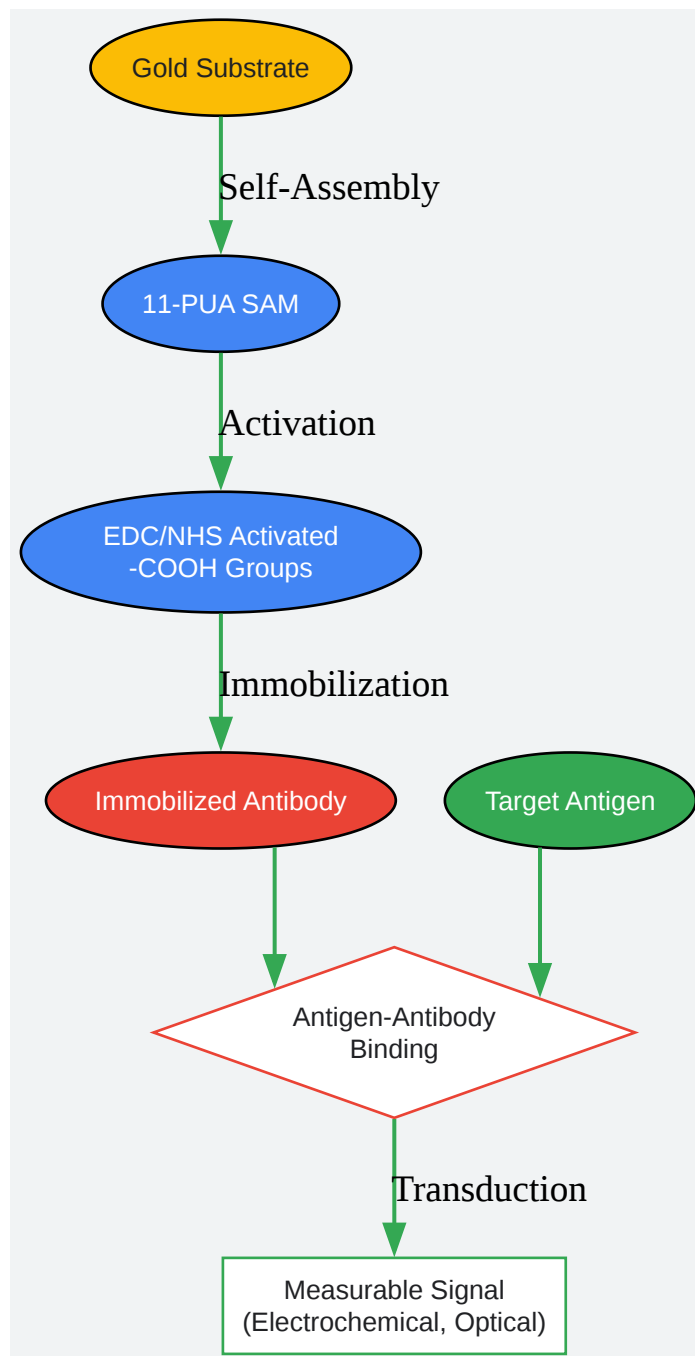 Gold Substrate
Self-Assembly
11-PUA SAM
Activation
EDC/NHS Activated
-COOH Groups
Immobilization
Immobilized Antibody
Target Antigen
Antigen-Antibody
Binding
Transduction
Measurable Signal
(Electrochemical, Optical)